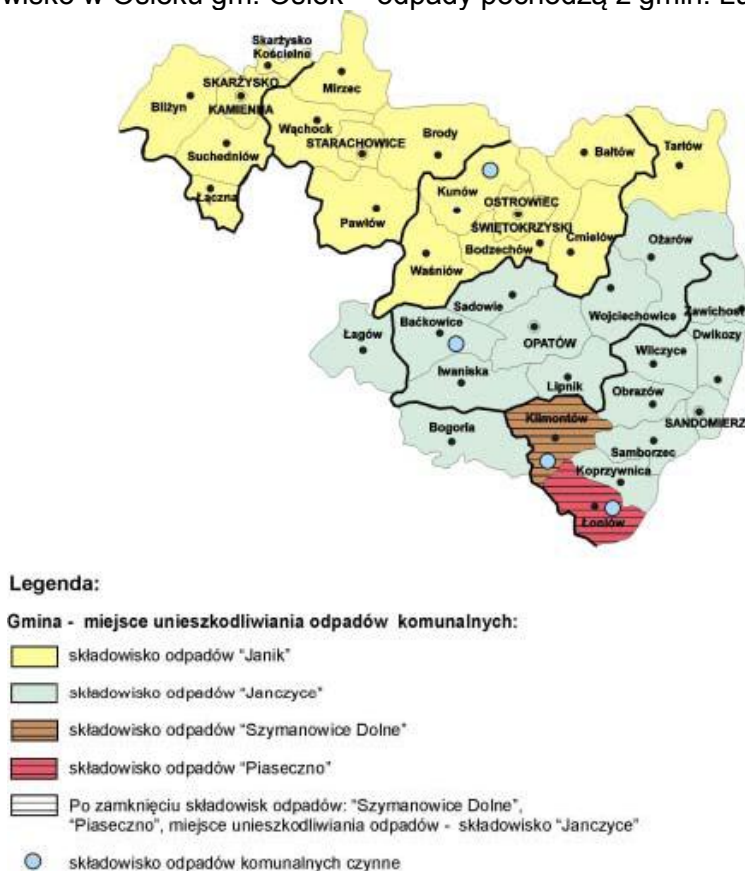 wisko w Osieku gm. Osiek – odpady pochodzą z gmin: Łu
Skarżysko
Kościelne
SKARŻYSKO
KAMIENNA
Bliżyn
Mirzec
Wąchock
STARACHOWICE
Brody
Suchedniów
Łączna
Pawłów
Bałtów
Tarłów
Kunów
OSTROWIEC
ŚWIĘTOKRZYSKI
Bodzechów
Ćmielów
Waśniów
Ożarów
Sadowie
Wojciechowice
Zawichost
Dwikozy
Łagów
Baćkowice
OPATÓW
Wilczyce
Iwaniska
Lipnik
Obrazów
SANDOMIERZ
Bogoria
Klimontów
Samborzec
Koprzywnica
Łoniów
Legenda:
Gmina - miejsce unieszkodliwiania odpadów komunalnych:
składowisko odpadów "Janik"
składowisko odpadów "Janczyce"
składowisko odpadów "Szymanowice Dolne"
składowisko odpadów "Piaseczno"
Po zamknięciu składowisk odpadów: "Szymanowice Dolne",
"Piaseczno", miejsce unieszkodliwiania odpadów - składowisko "Janczyce"
składowisko odpadów komunalnych czynne